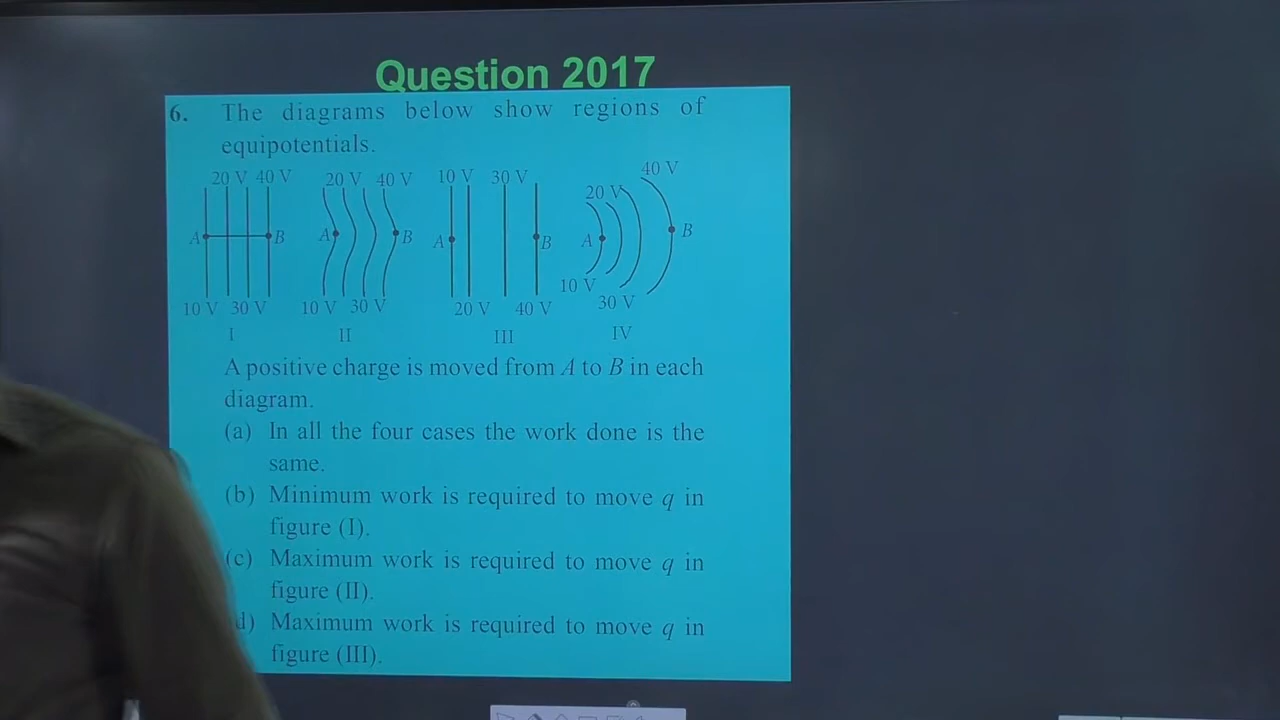 Question 2017
6. The diagrams below show regions of
equipotentials.
20 V 40 V 20 V 40 V 10 V 30 V 20 V 40 V
A B A B A B A B
10 V 30 V 10 V 30 V 20 V 40 V 10 V 30 V
I II III IV
A positive charge is moved from A to B in each
diagram.
(a) In all the four cases the work done is the
same.
(b) Minimum work is required to move q in
figure (I).
(c) Maximum work is required to move q in
figure (II).
d) Maximum work is required to move q in
figure (III).